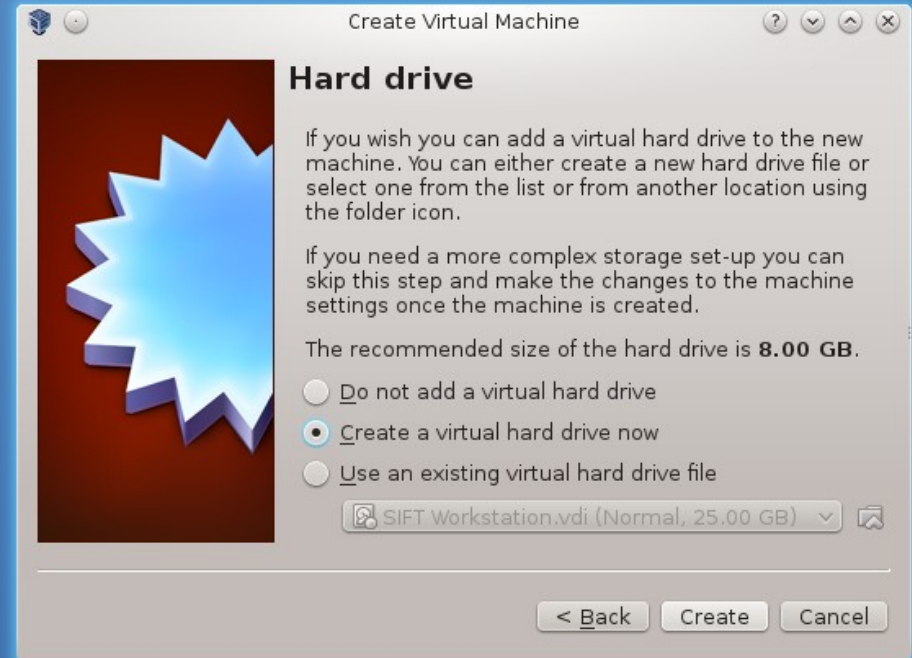 Create Virtual Machine
Hard drive
If you wish you can add a virtual hard drive to the new
machine. You can either create a new hard drive file or
select one from the list or from another location using
the folder icon.
If you need a more complex storage set-up you can
skip this step and make the changes to the machine
settings once the machine is created.
The recommended size of the hard drive is 8.00 GB.
Do not add a virtual hard drive
Create a virtual hard drive now
Use an existing virtual hard drive file
SIFT Workstation.vdi (Normal, 25.00 GB)
< Back Create Cancel